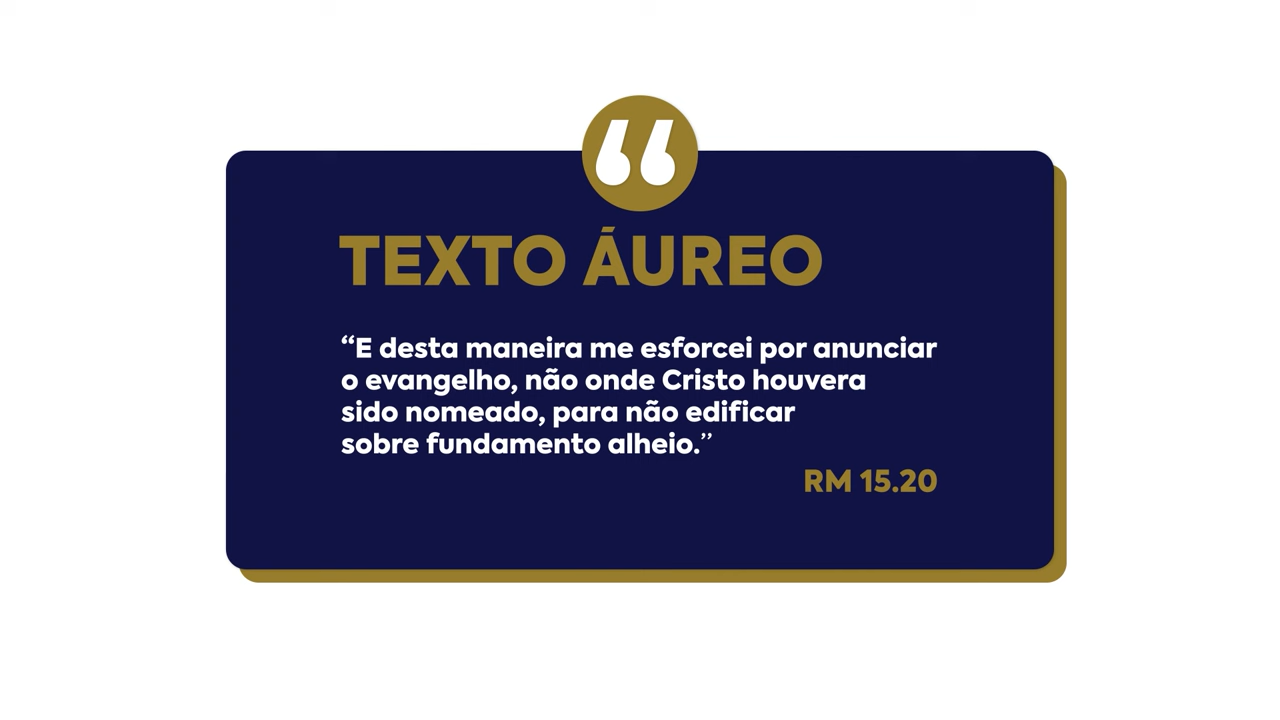 “
TEXTO ÁUREO
“E desta maneira me esforcei por anunciar
o evangelho, não onde Cristo houvera
sido nomeado, para não edificar
sobre fundamento alheio.”
RM 15.20